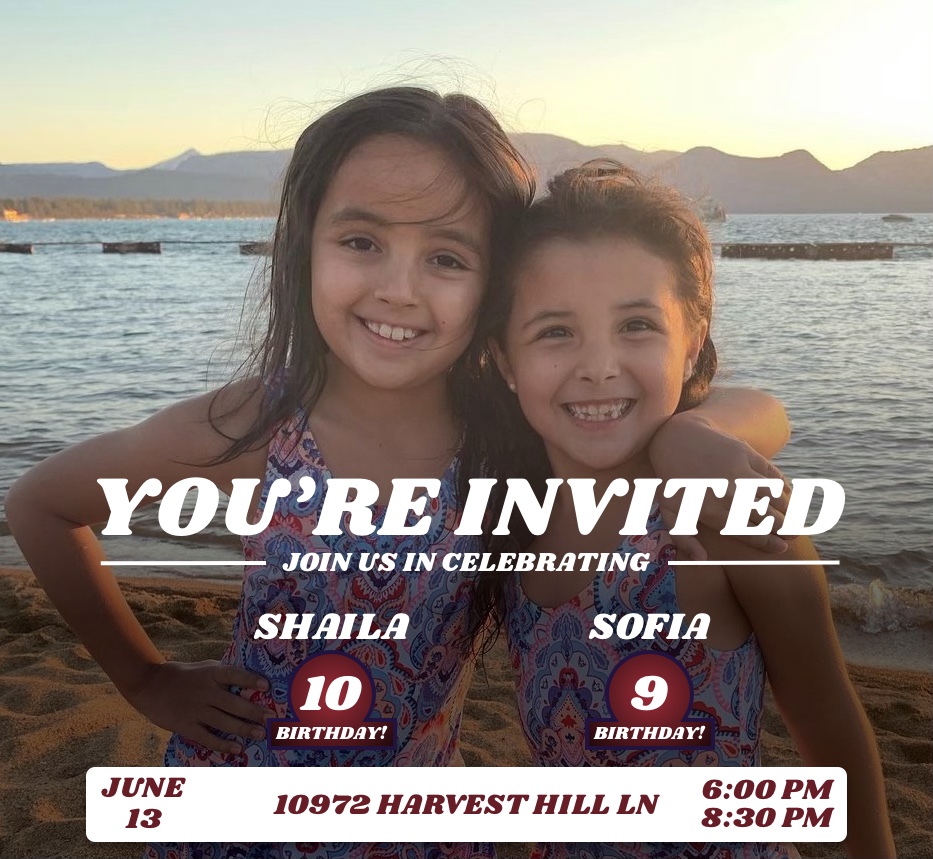 YOU'RE INVITED
JOIN US IN CELEBRATING
SHAILA
SOFIA
10
BIRTHDAY!
9
BIRTHDAY!
JUNE
13
10972 HARVEST HILL LN
6:00 PM
8:30 PM